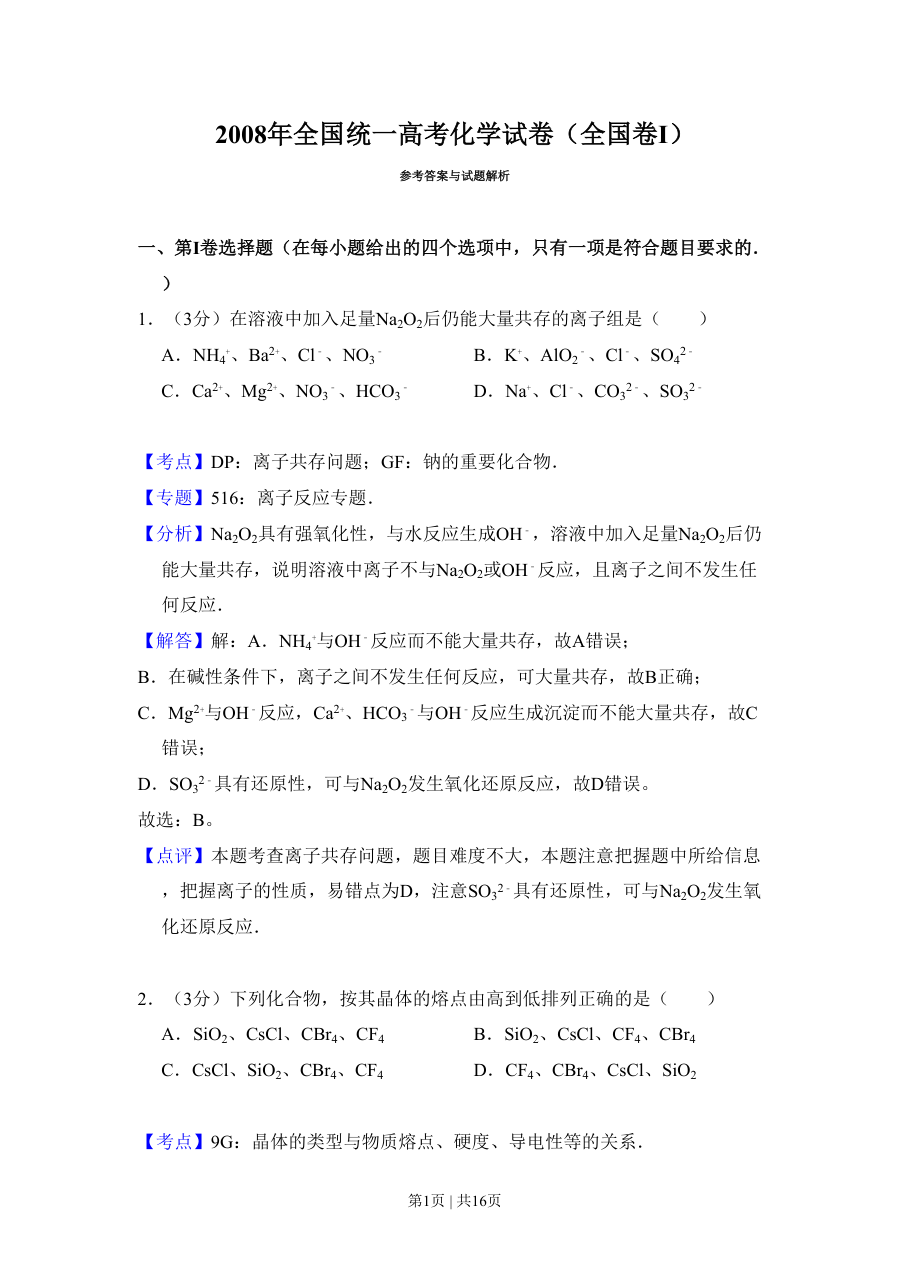 2008年全国统一高考化学试卷（全国卷I）
参考答案与试题解析
一、第I卷选择题（在每小题给出的四个选项中，只有一项是符合题目要求的．
）
1．（3分）在溶液中加入足量Na₂O₂后仍能大量共存的离子组是（　　）
A．NH₄⁺、Ba²⁺、Cl﹣、NO₃﹣ B．K⁺、AlO₂﹣、Cl﹣、SO₄²﹣
C．Ca²⁺、Mg²⁺、NO₃﹣、HCO₃﹣ D．Na⁺、Cl﹣、CO₃²﹣、SO₃²﹣
【考点】DP：离子共存问题；GF：钠的重要化合物．
【专题】516：离子反应专题．
【分析】Na₂O₂具有强氧化性，与水反应生成OH﹣，溶液中加入足量Na₂O₂后仍
能大量共存，说明溶液中离子不与Na₂O₂或OH﹣反应，且离子之间不发生任
何反应．
【解答】解：A．NH₄⁺与OH﹣反应而不能大量共存，故A错误；
B．在碱性条件下，离子之间不发生任何反应，可大量共存，故B正确；
C．Mg²⁺与OH﹣反应，Ca²⁺、HCO₃﹣与OH﹣反应生成沉淀而不能大量共存，故C
错误；
D．SO₃²﹣具有还原性，可与Na₂O₂发生氧化还原反应，故D错误。
故选：B。
【点评】本题考查离子共存问题，题目难度不大，本题注意把握题中所给信息
，把握离子的性质，易错点为D，注意SO₃²﹣具有还原性，可与Na₂O₂发生氧
化还原反应．
2．（3分）下列化合物，按其晶体的熔点由高到低排列正确的是（　　）
A．SiO₂、CsCl、CBr₄、CF₄ B．SiO₂、CsCl、CF₄、CBr₄
C．CsCl、SiO₂、CBr₄、CF₄ D．CF₄、CBr₄、CsCl、SiO₂
【考点】9G：晶体的类型与物质熔点、硬度、导电性等的关系．
第1页 | 共16页